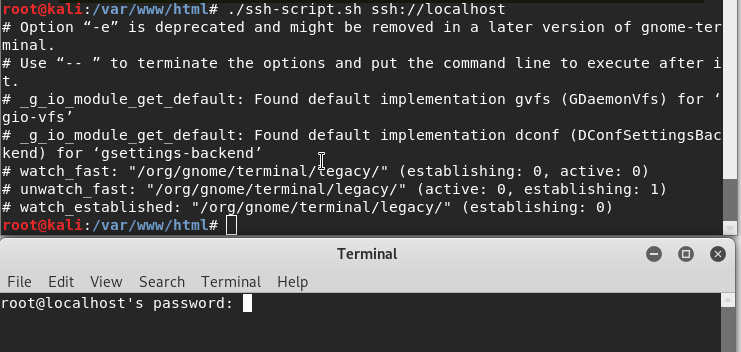 root@kali:/var/www/html# ./ssh-script.sh ssh://localhost
# Option “-e” is deprecated and might be removed in a later version of gnome-ter
minal.
# Use “-- ” to terminate the options and put the command line to execute after i
t.
# _g_io_module_get_default: Found default implementation gvfs (GDaemonVfs) for ‘
gio-vfs’
# _g_io_module_get_default: Found default implementation dconf (DConfSettingsBac
kend) for ‘gsettings-backend’
# watch_fast: "/org/gnome/terminal/legacy/" (establishing: 0, active: 0)
# unwatch_fast: "/org/gnome/terminal/legacy/" (active: 0, establishing: 1)
# watch_established: "/org/gnome/terminal/legacy/" (establishing: 0)
root@kali:/var/www/html#
Terminal
File Edit View Search Terminal Help
root@localhost's password: